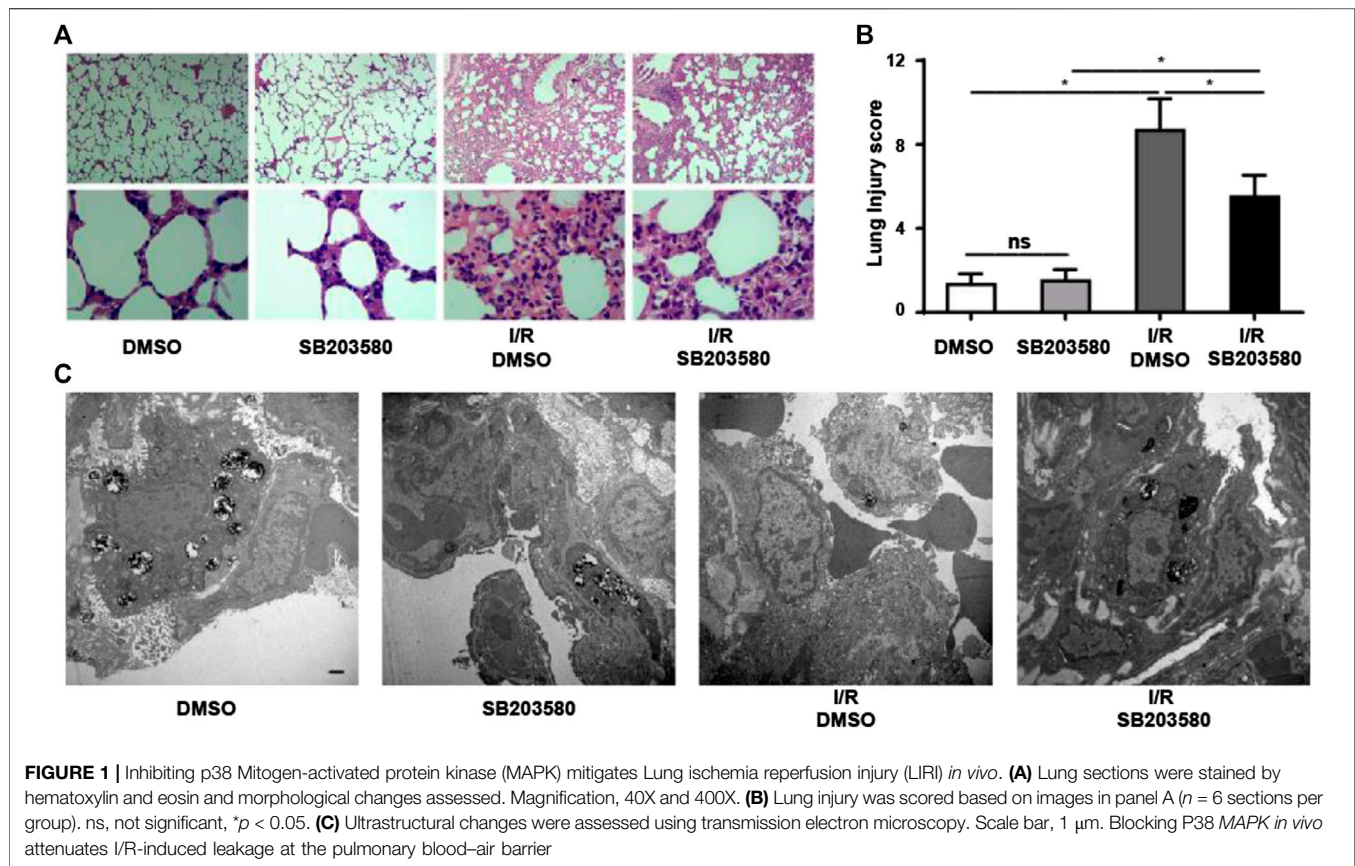 A
DMSO
SB203580
I/R
DMSO
I/R
SB203580
B
Lung Injury score
12
8
4
0
*
*
*
ns
DMSO
SB203580
I/R
DMSO
I/R
SB203580
C
DMSO
SB203580
I/R
DMSO
I/R
SB203580
FIGURE 1 | Inhibiting p38 Mitogen-activated protein kinase (MAPK) mitigates Lung ischemia reperfusion injury (LIRI) in vivo. (A) Lung sections were stained by
hematoxylin and eosin and morphological changes assessed. Magnification, 40X and 400X. (B) Lung injury was scored based on images in panel A (n = 6 sections per
group). ns, not significant, *p < 0.05. (C) Ultrastructural changes were assessed using transmission electron microscopy. Scale bar, 1 μm. Blocking P38 MAPK in vivo
attenuates I/R-induced leakage at the pulmonary blood–air barrier